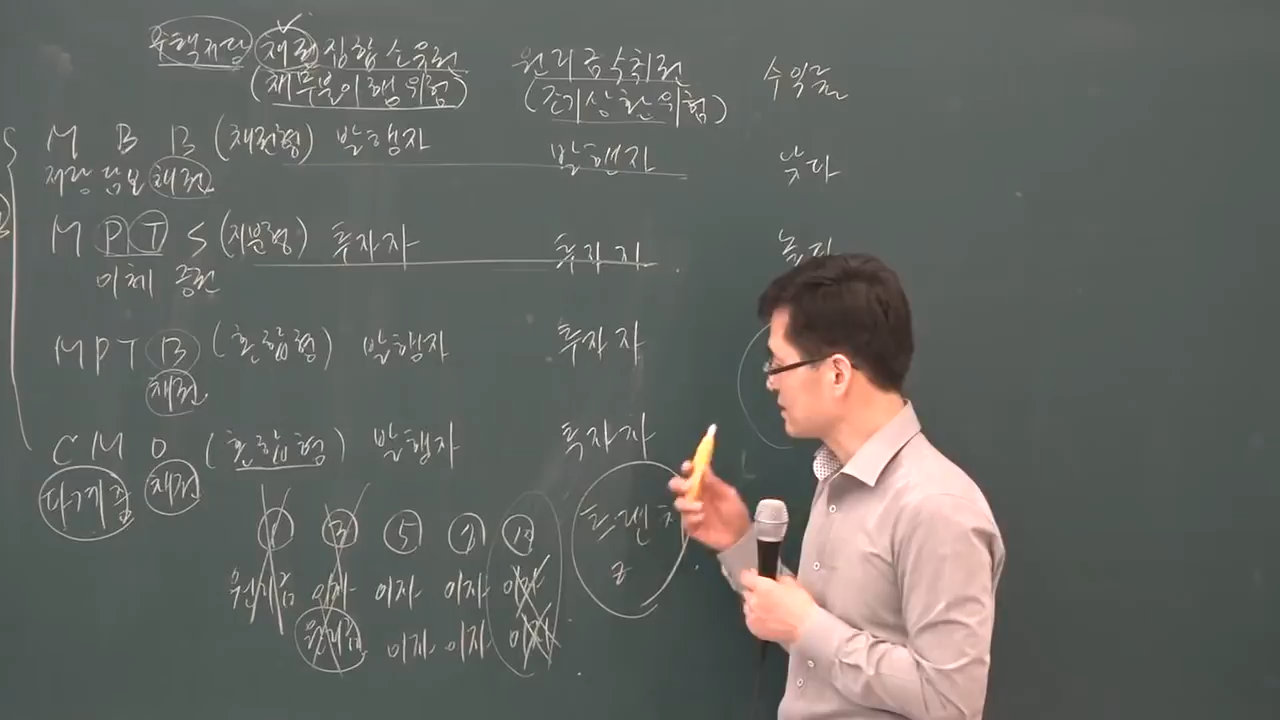 주택저당 채권 집합 소유권 원리금수취권 수익률
(채무불이행위험) (조기상환위험)
M B B (채권형) 발행자 발행자 낮다
저당담보 채권
M P T S (지분형) 투자자 투자자 높다
이체 증권
M P T B (혼합형) 발행자 투자자
채권
C M O (혼합형) 발행자 투자자
다계층 채권
트렌치
1 3 5 7 10 z
원리금 이자 이자 이자 이자
원리금 이자 이자 이자